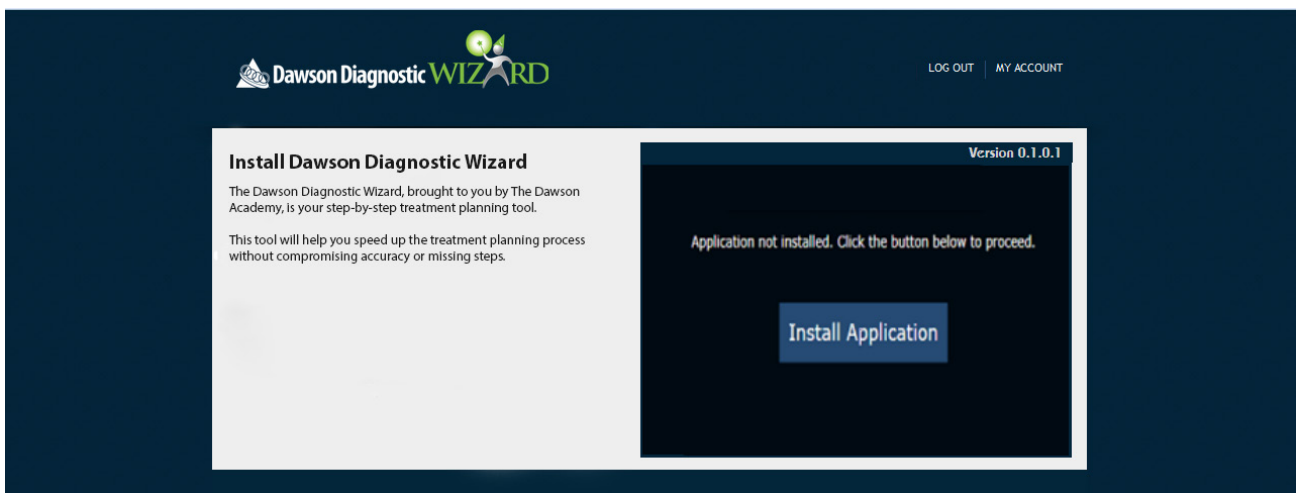 Dawson Diagnostic WIZARD
LOG OUT | MY ACCOUNT
Install Dawson Diagnostic Wizard
The Dawson Diagnostic Wizard, brought to you by The Dawson
Academy, is your step-by-step treatment planning tool.
This tool will help you speed up the treatment planning process
without compromising accuracy or missing steps.
Version 0.1.0.1
Application not installed. Click the button below to proceed.
Install Application